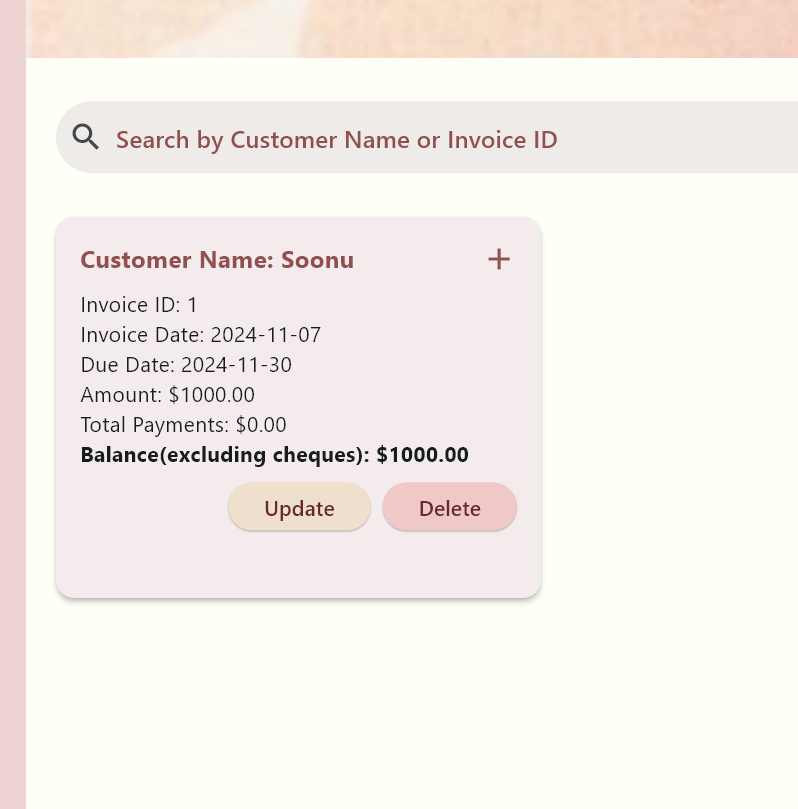 Search by Customer Name or Invoice ID
Customer Name: Soonu
Invoice ID: 1
Invoice Date: 2024-11-07
Due Date: 2024-11-30
Amount: $1000.00
Total Payments: $0.00
Balance(excluding cheques): $1000.00
Update Delete